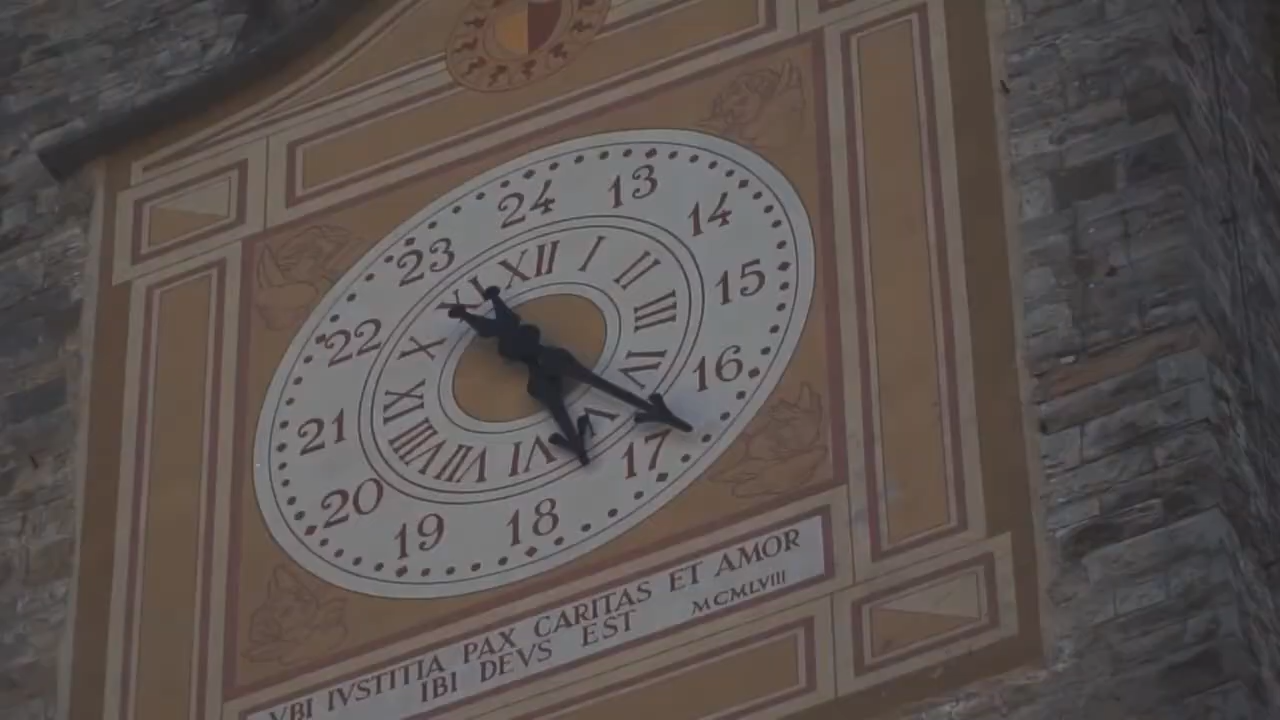 24
13
14
15
16
17
18
19
20
21
22
23
XII
I
II
III
IV
V
VI
VII
VIII
IX
X
XI
VBI IVSTITIA PAX CARITAS ET AMOR
IBI DEVS EST MCMLVIII